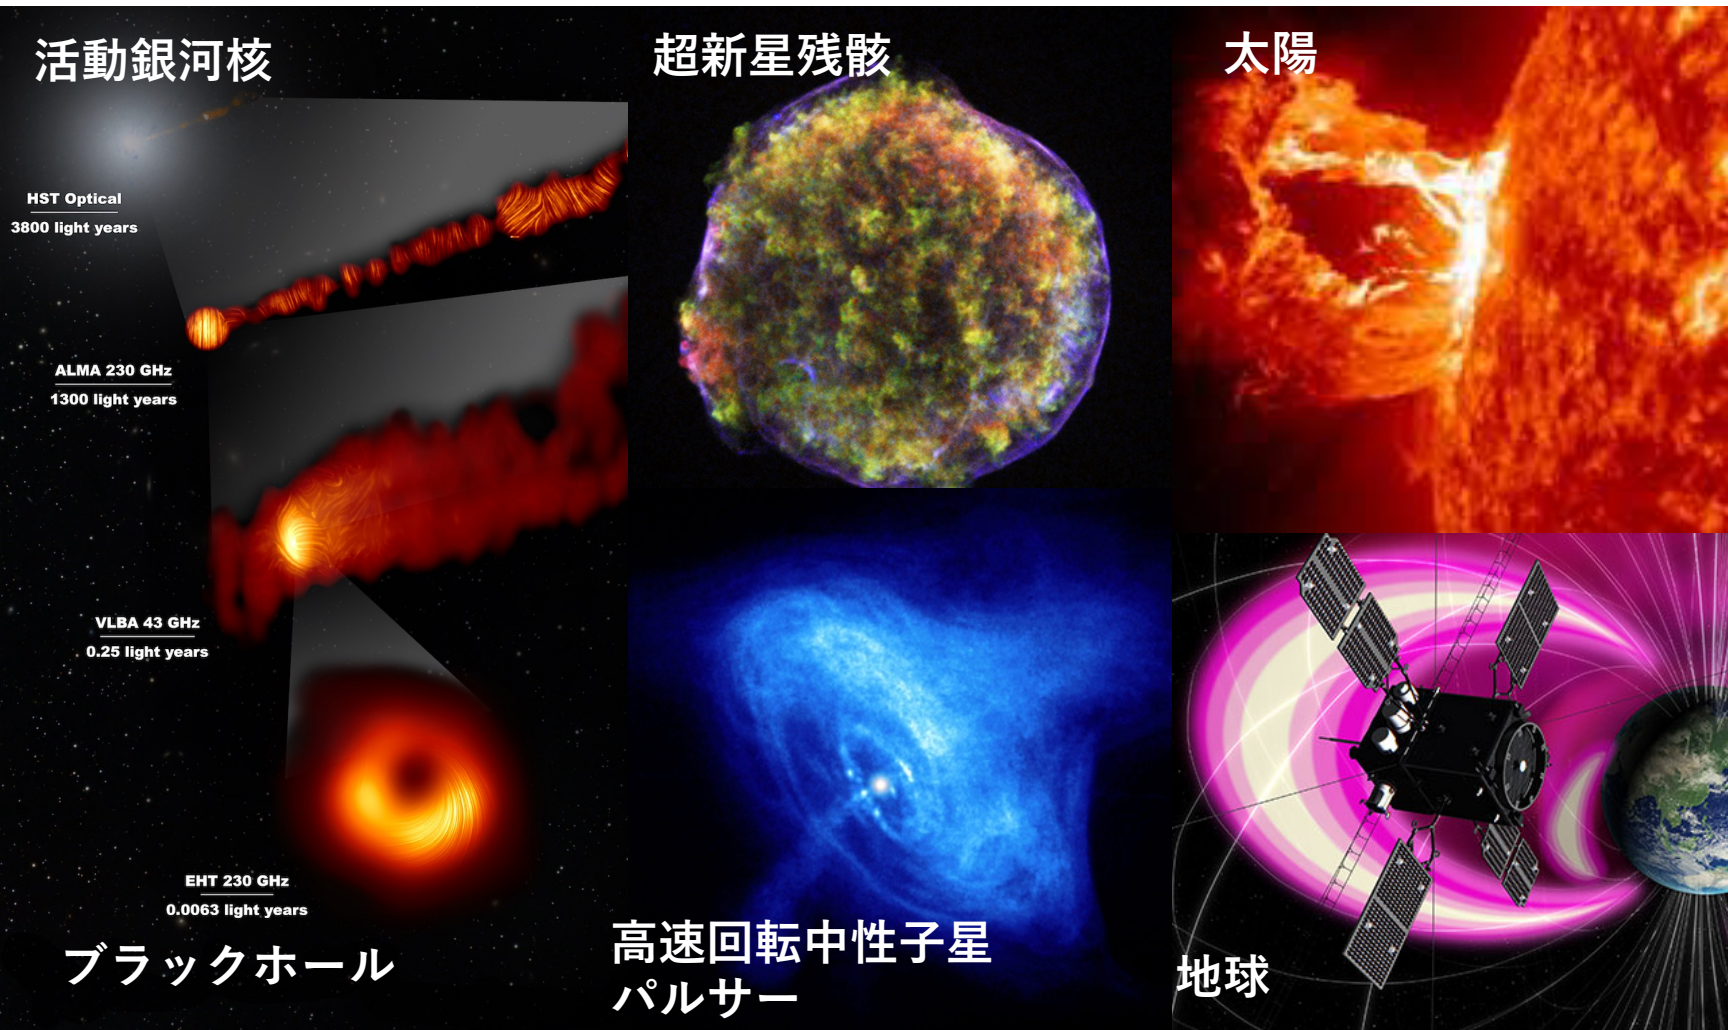 活動銀河核
HST Optical
3800 light years
ALMA 230 GHz
1300 light years
VLBA 43 GHz
0.25 light years
EHT 230 GHz
0.0063 light years
ブラックホール
超新星残骸
高速回転中性子星
パルサー
太陽
地球